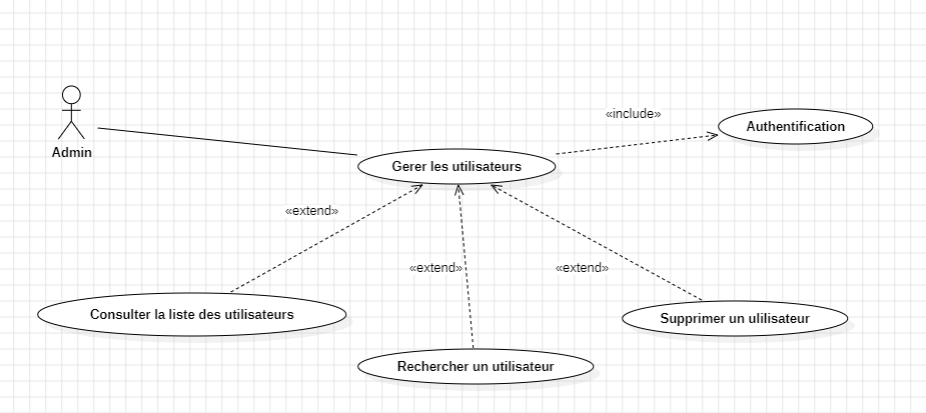 «include»
Authentification
Admin
Gerer les utilisateurs
«extend»
«extend»
«extend»
Consulter la liste des utilisateurs
Supprimer un ulilisateur
Rechercher un utilisateur